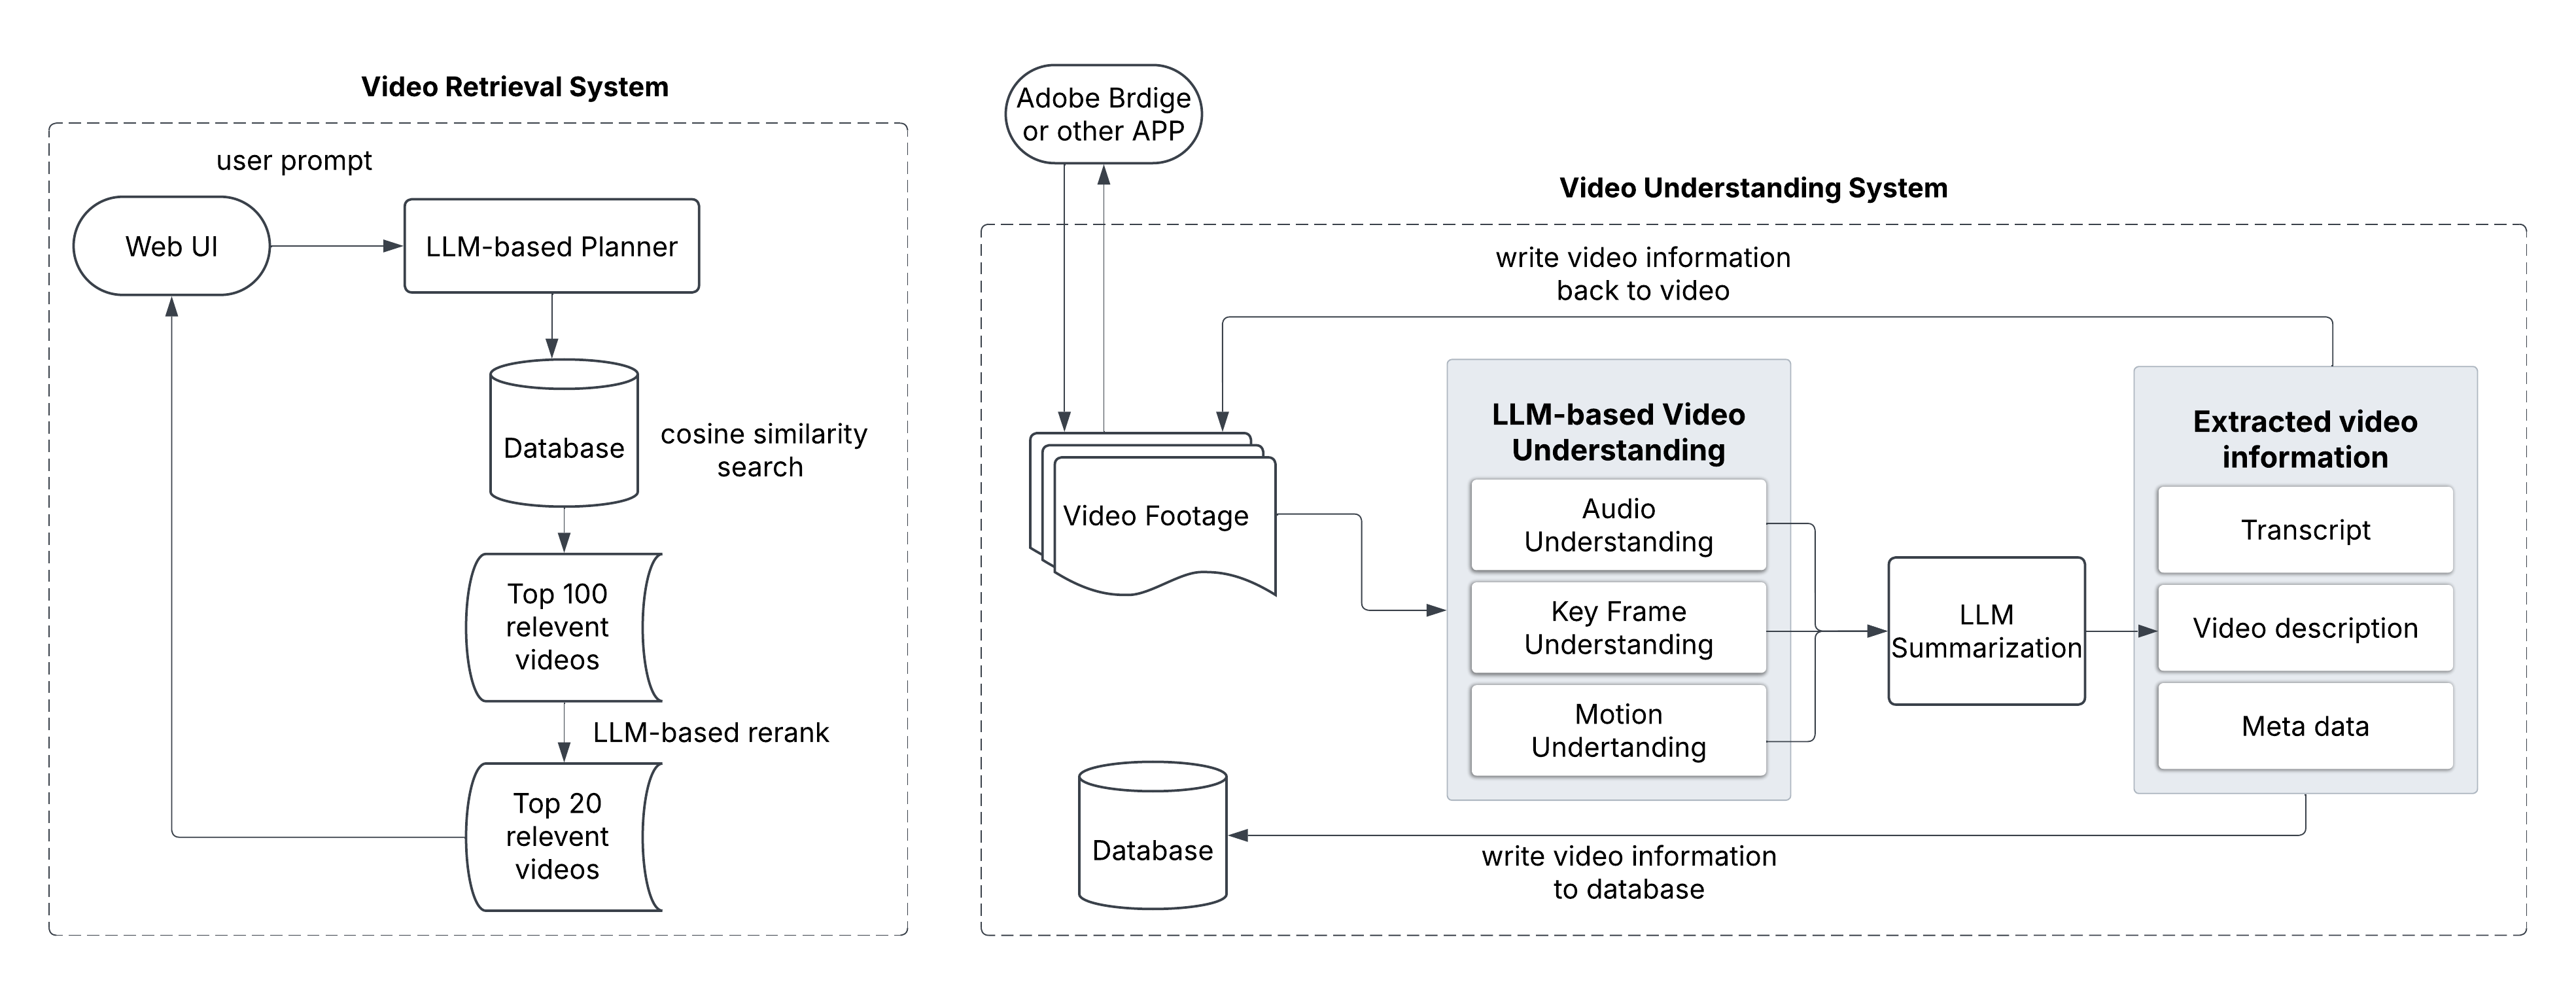 Video Retrieval System
user prompt
Web UI
LLM-based Planner
Database
cosine similarity
search
Top 100
relevent
videos
LLM-based rerank
Top 20
relevent
videos
Adobe Brdige
or other APP
Video Understanding System
write video information
back to video
Video Footage
LLM-based Video
Understanding
Audio
Understanding
Key Frame
Understanding
Motion
Undertanding
LLM
Summarization
Extracted video
information
Transcript
Video description
Meta data
Database
write video information
to database